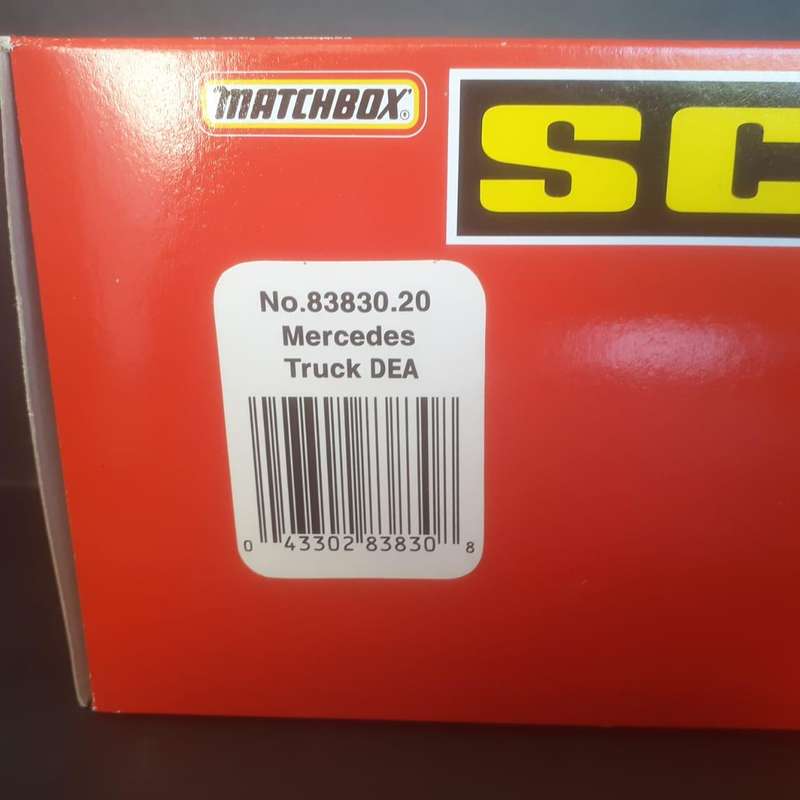 MATCHBOX®
SC
No.83830.20
Mercedes
Truck DEA
0 43302 83830 8